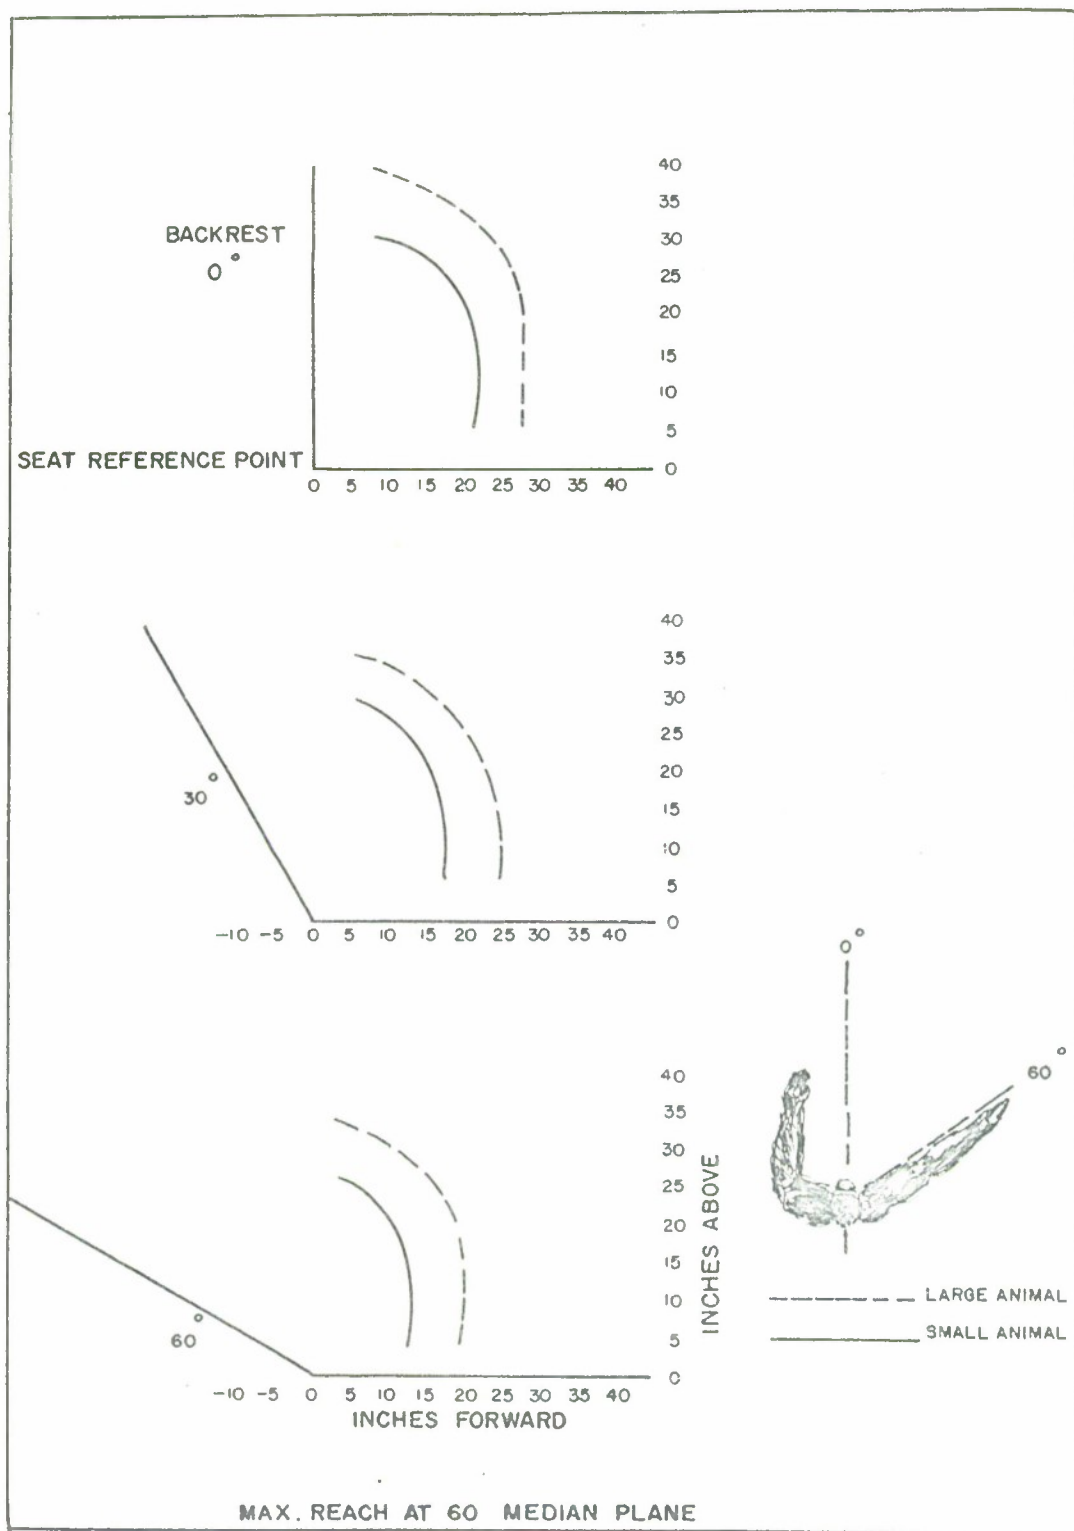 40
35
BACKREST 30
0° 25
20
15
10
5
SEAT REFERENCE POINT 0
0 5 10 15 20 25 30 35 40
40
35
30
25
20
30° 15
10
5
0
-10 -5 0 5 10 15 20 25 30 35 40
0°
60°
40
35
30
25
20
15
10
5
0
INCHES ABOVE
60°
LARGE ANIMAL
SMALL ANIMAL
-10 -5 0 5 10 15 20 25 30 35 40
INCHES FORWARD
MAX. REACH AT 60 MEDIAN PLANE